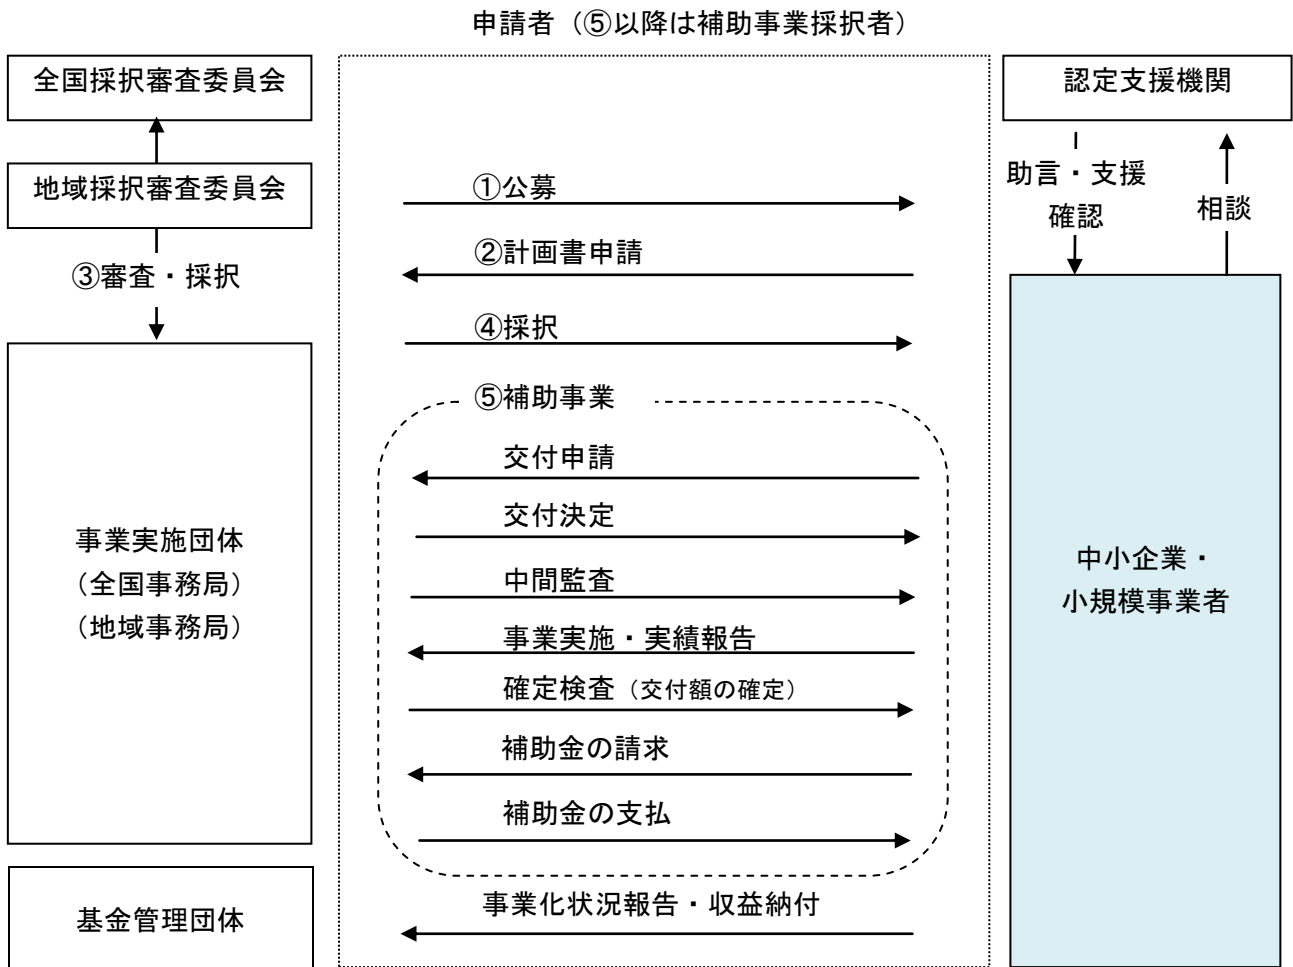 申請者（⑤以降は補助事業採択者）
全国採択審査委員会
地域採択審査委員会
③審査・採択
事業実施団体
（全国事務局）
（地域事務局）
基金管理団体
①公募
②計画書申請
④採択
⑤補助事業
交付申請
交付決定
中間監査
事業実施・実績報告
確定検査（交付額の確定）
補助金の請求
補助金の支払
事業化状況報告・収益納付
認定支援機関
助言・支援
確認
相談
中小企業・
小規模事業者